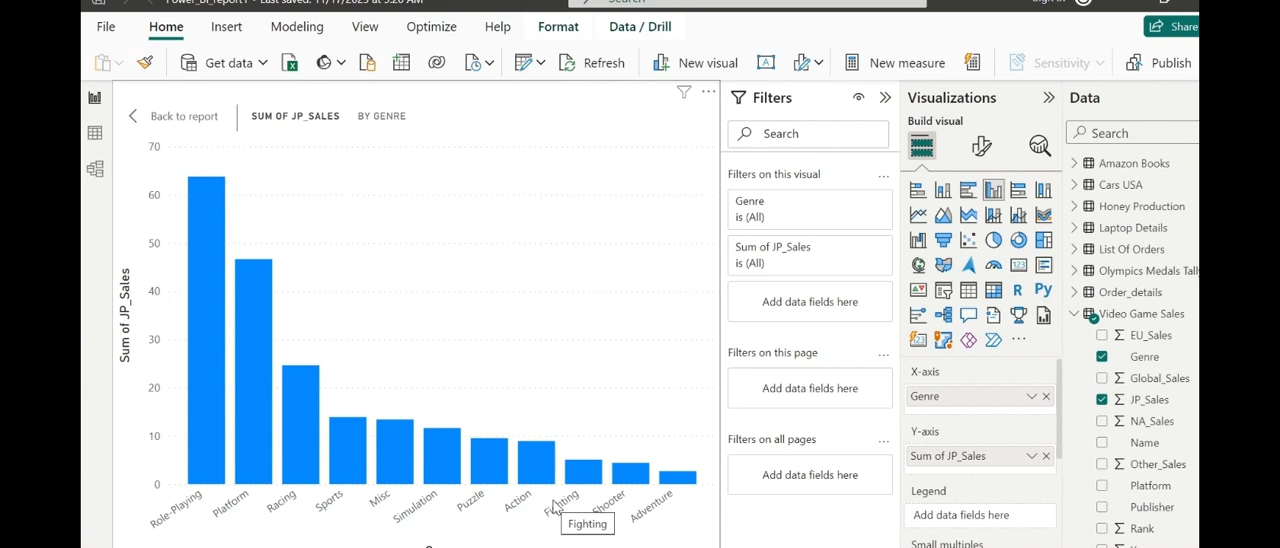 File
Home
Insert
Modeling
View
Optimize
Help
Format
Data / Drill
Share
Get data
Refresh
New visual
New measure
Sensitivity
Publish
Back to report
SUM OF JP_SALES
BY GENRE
70
60
50
40
30
20
10
0
Sum of JP_Sales
Role-Playing
Platform
Racing
Sports
Misc
Simulation
Puzzle
Action
Fighting
Shooter
Adventure
Fighting
Filters
Search
Filters on this visual
Genre
is (All)
Sum of JP_Sales
is (All)
Add data fields here
Filters on this page
Add data fields here
Filters on all pages
Add data fields here
Visualizations
Build visual
123
R
Py
X-axis
Genre
Y-axis
Sum of JP_Sales
Legend
Add data fields here
Small multiples
Data
Search
Amazon Books
Cars USA
Honey Production
Laptop Details
List Of Orders
Olympics Medals Tally
Order_details
Video Game Sales
EU_Sales
Genre
Global_Sales
JP_Sales
NA_Sales
Name
Other_Sales
Platform
Publisher
Rank